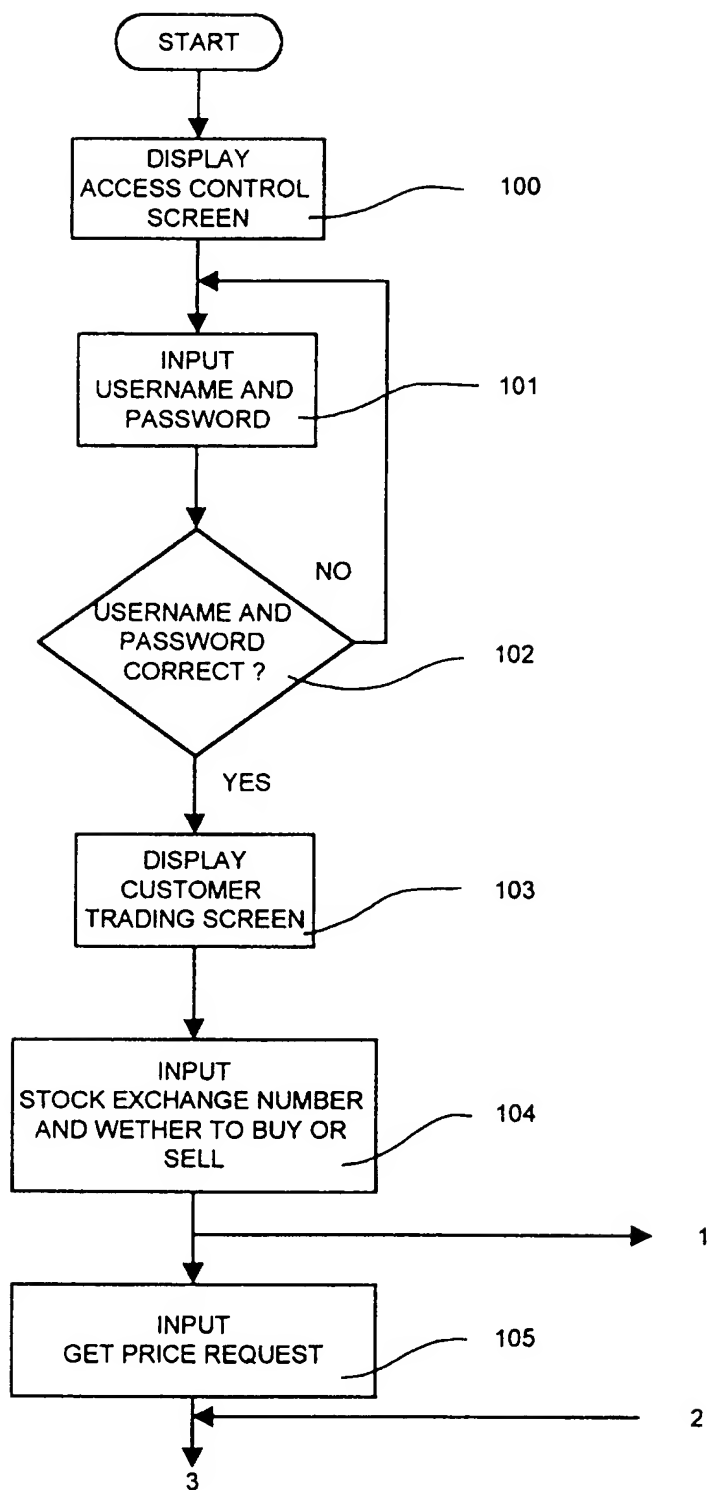 START
DISPLAY
ACCESS CONTROL
SCREEN
100
INPUT
USERNAME AND
PASSWORD
101
NO
USERNAME AND
PASSWORD
CORRECT ?
102
YES
DISPLAY
CUSTOMER
TRADING SCREEN
103
INPUT
STOCK EXCHANGE NUMBER
AND WETHER TO BUY OR
SELL
104
1
INPUT
GET PRICE REQUEST
105
2
3